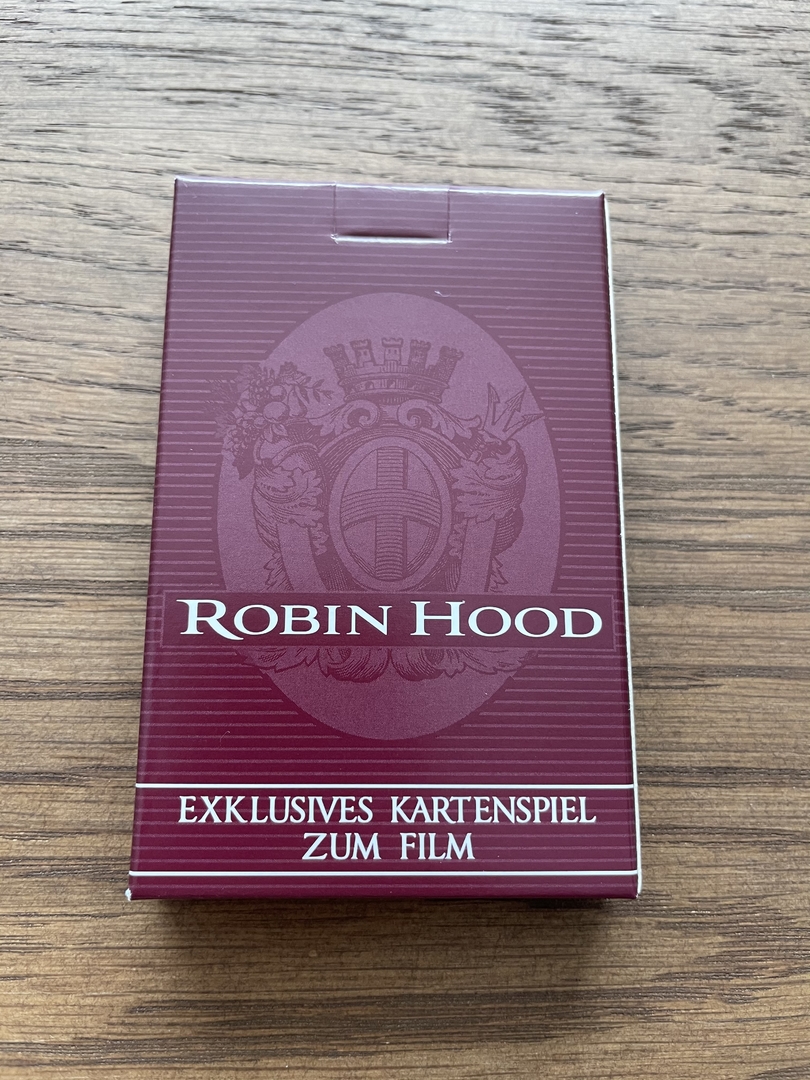 ROBIN HOOD
EXKLUSIVES KARTENSPIEL
ZUM FILM